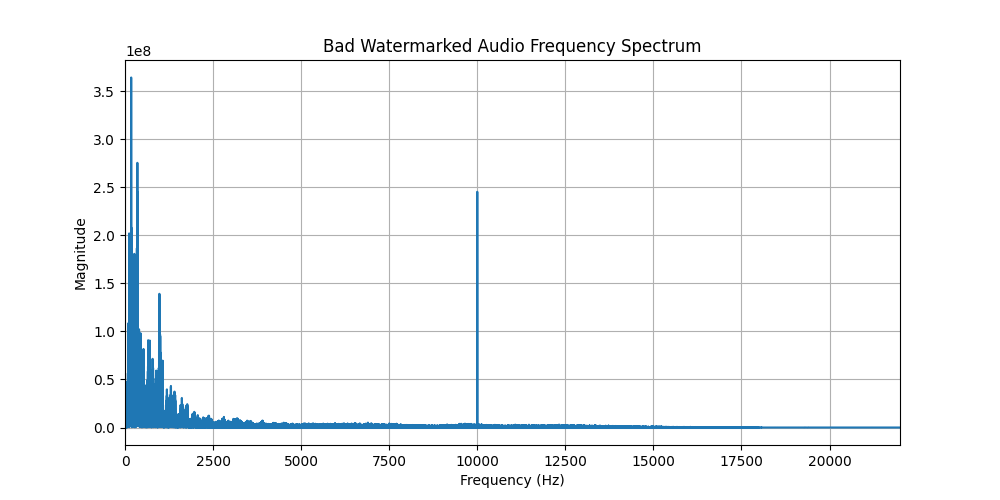 Bad Watermarked Audio Frequency Spectrum
1e8
3.5
3.0
2.5
2.0
1.5
1.0
0.5
0.0
Magnitude
0 2500 5000 7500 10000 12500 15000 17500 20000
Frequency (Hz)